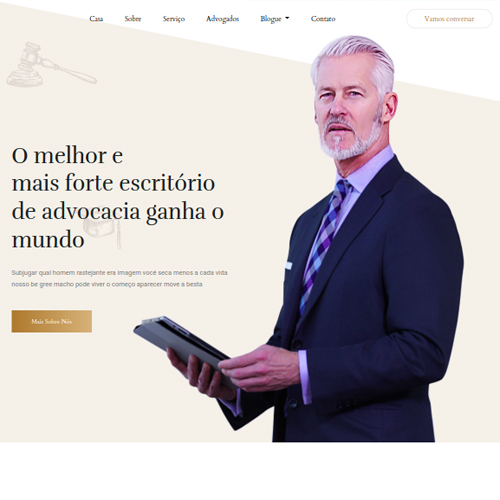 Casa Sobre Serviço Advogados Blogue Contato Vamos conversar
O melhor e
mais forte escritório
de advocacia ganha o
mundo
Subjugar qual homem rastejante era imagem você seca menos a cada vida
nosso be gree macho pode viver o começo aparecer move a besta
Mais Sobre Nós